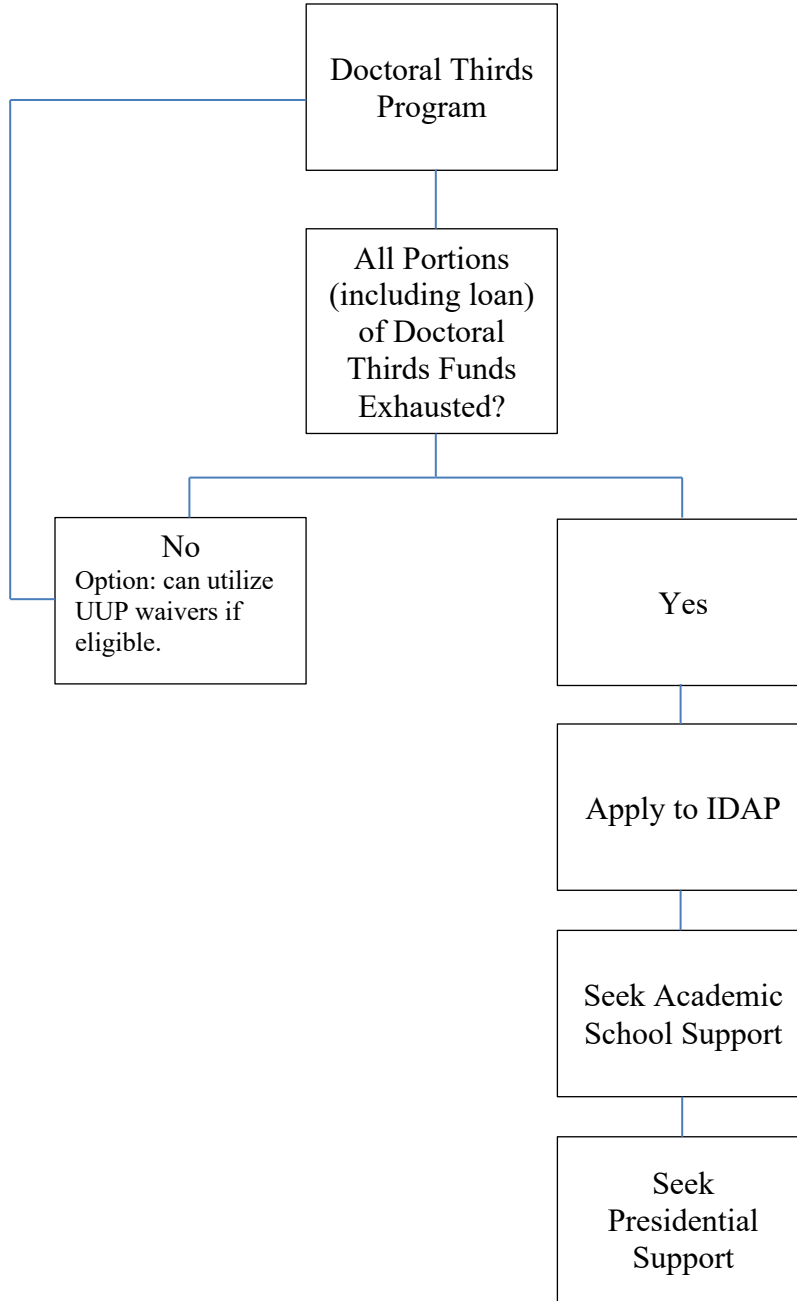 Doctoral Thirds
Program
All Portions
(including loan)
of Doctoral
Thirds Funds
Exhausted?
No
Option: can utilize
UUP waivers if
eligible.
Yes
Apply to IDAP
Seek Academic
School Support
Seek
Presidential
Support